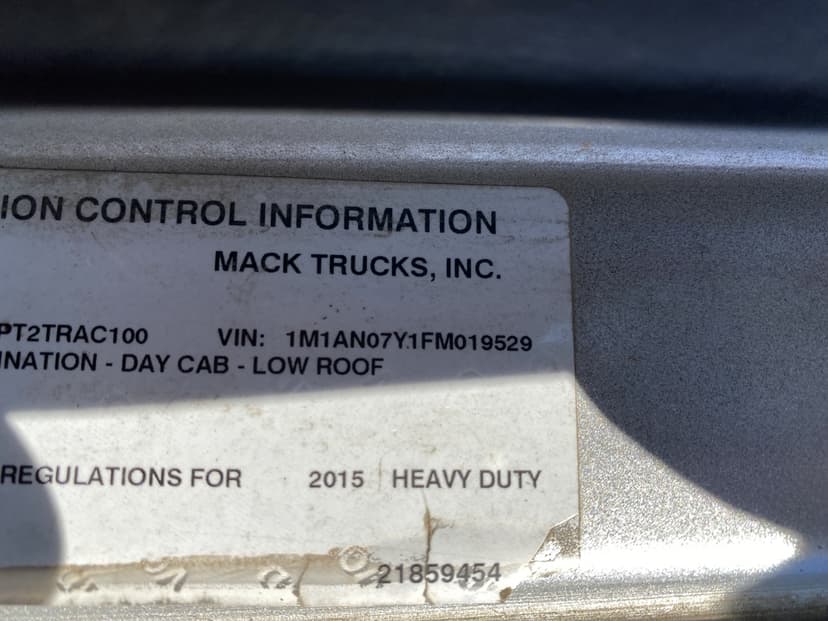 ION CONTROL INFORMATION
MACK TRUCKS, INC.
PT2TRAC100 VIN: 1M1AN07Y1FM019529
INATION - DAY CAB - LOW ROOF
REGULATIONS FOR 2015 HEAVY DUTY
21859454